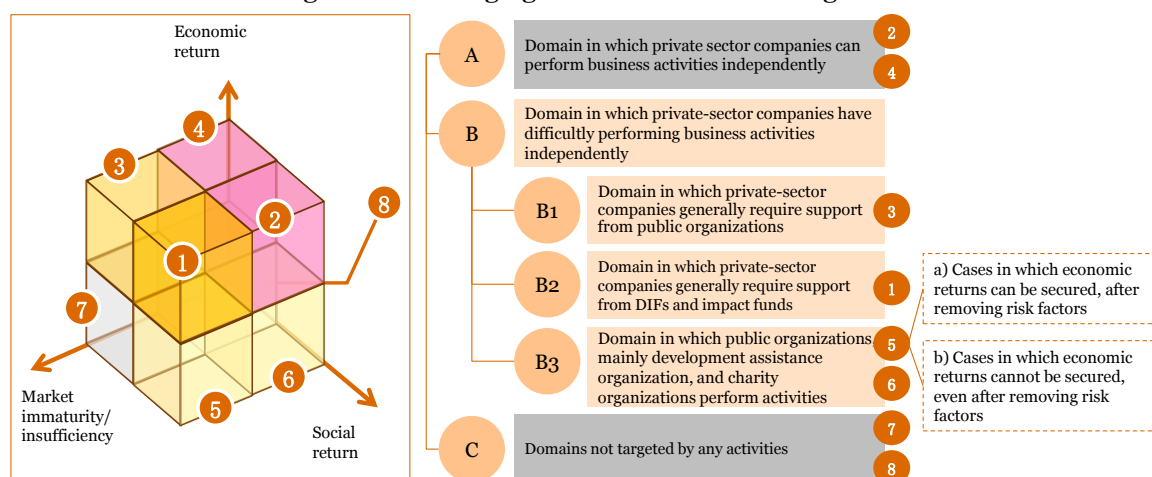 Economic
return
4
3
2
8
1
7
6
5
Market
immaturity/
insufficiency
Social
return
A
Domain in which private sector companies can
perform business activities independently
2
4
B
Domain in which private-sector companies have
difficultly performing business activities
independently
B1
Domain in which private-sector
companies generally require support
from public organizations
3
B2
Domain in which private-sector
companies generally require support
from DIFs and impact funds
1
B3
Domain in which public organizations,
mainly development assistance
organization, and charity
organizations perform activities
5
6
a) Cases in which economic
returns can be secured, after
removing risk factors
b) Cases in which economic
returns cannot be secured,
even after removing risk
factors
C
Domains not targeted by any activities
7
8